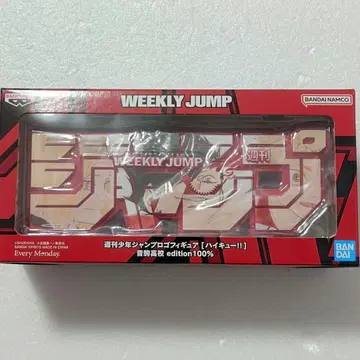 WEEKLY JUMP
BANDAI NAMCO
WEEKLY JUMP
週刊
ジャンプ
週刊少年ジャンプロゴフィギュア[ハイキュー!!]
音駒高校 edition100%
Every Monday.
BAN
DAI